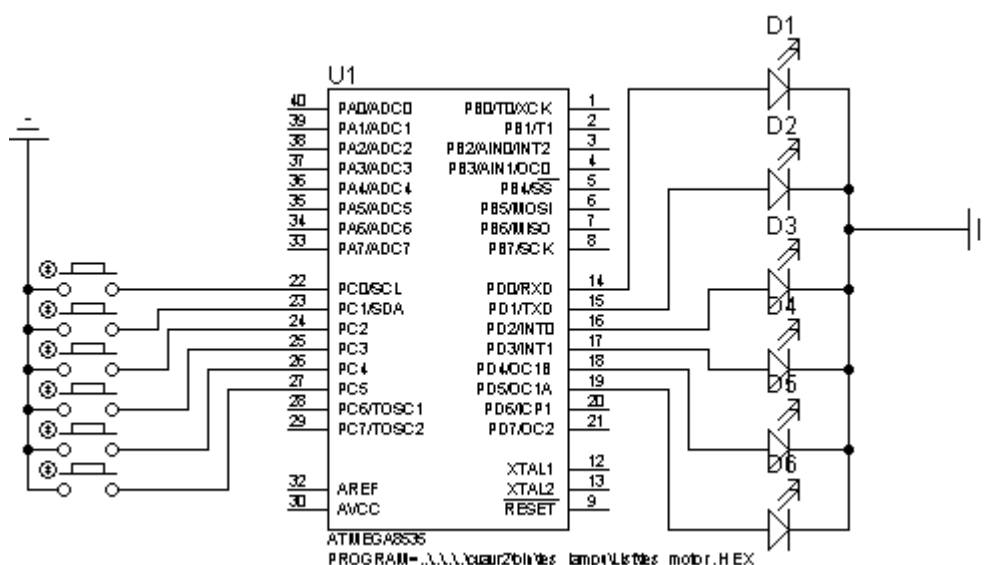 D1
U1
40 PA0/ADC0 PB0/T0/XCK 1
39 PA1/ADC1 PB1/T1 2
38 PA2/ADC2 PB2/AIN0/INT2 3
37 PA3/ADC3 PB3/AIN1/OC0 4
36 PA4/ADC4 PB4/SS 5
35 PA5/ADC5 PB5/MOSI 6
34 PA6/ADC6 PB6/MISO 7
33 PA7/ADC7 PB7/SCK 8
D2
D3
22 PC0/SCL PD0/RXD 14
23 PC1/SDA PD1/TXD 15
24 PC2 PD2/INT0 16
25 PC3 PD3/INT1 17
26 PC4 PD4/OC1B 18
27 PC5 PD5/OC1A 19
28 PC6/TOSC1 PD6/ICP1 20
29 PC7/TOSC2 PD7/OC2 21
D4
D5
D6
XTAL1 12
32 AREF XTAL2 13
30 AVCC RESET 9
ATMEGA8535